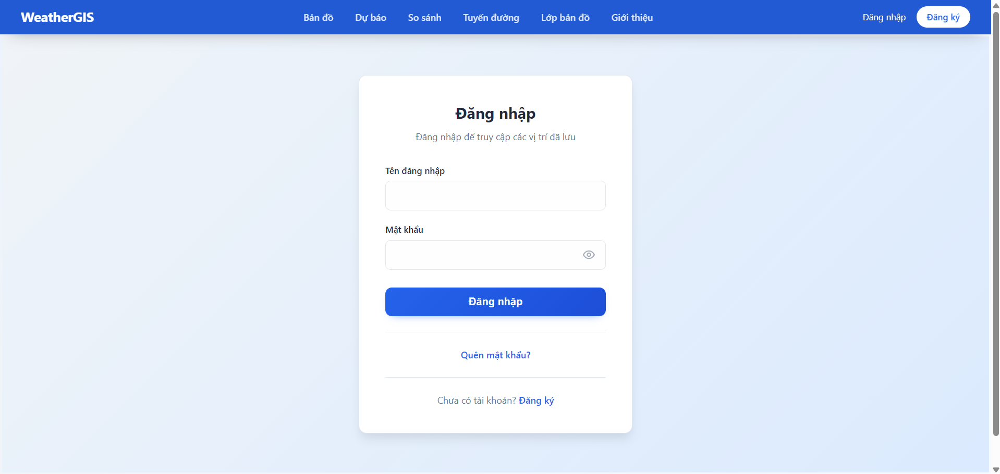 WeatherGIS
Bản đồ Dự báo So sánh Tuyến đường Lớp bản đồ Giới thiệu
Đăng nhập Đăng ký
Đăng nhập
Đăng nhập để truy cập các vị trí đã lưu
Tên đăng nhập
Mật khẩu
Đăng nhập
Quên mật khẩu?
Chưa có tài khoản? Đăng ký